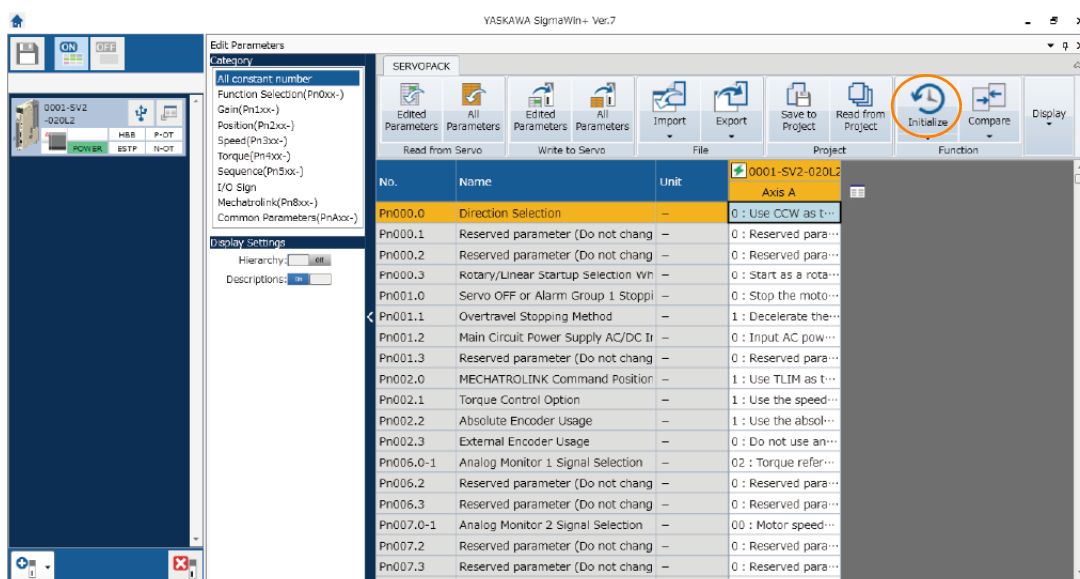 YASKAWA SigmaWin+ Ver.7
ON OFF
0001-SV2
-020L2
HBB P-OT
POWER ESTP N-OT
Edit Parameters
Category
All constant number
Function Selection(Pn0xx-)
Gain(Pn1xx-)
Position(Pn2xx-)
Speed(Pn3xx-)
Torque(Pn4xx-)
Sequence(Pn5xx-)
I/O Sign
Mechatrolink(Pn8xx-)
Common Parameters(PnAxx-)
Display Settings
Hierarchy: Off
Descriptions: ON
SERVOPACK
Edited Parameters
All Parameters
Read from Servo
Edited Parameters
All Parameters
Write to Servo
Import
Export
File
Save to Project
Read from Project
Project
Initialize
Compare
Function
Display
No. Name Unit 0001-SV2-020L2
Axis A
Pn000.0 Direction Selection – 0 : Use CCW as t···
Pn000.1 Reserved parameter (Do not chang – 0 : Reserved para···
Pn000.2 Reserved parameter (Do not chang – 0 : Reserved para···
Pn000.3 Rotary/Linear Startup Selection Wh – 0 : Start as a rota···
Pn001.0 Servo OFF or Alarm Group 1 Stoppi – 0 : Stop the moto···
Pn001.1 Overtravel Stopping Method – 1 : Decelerate the···
Pn001.2 Main Circuit Power Supply AC/DC Ir – 0 : Input AC pow···
Pn001.3 Reserved parameter (Do not chang – 0 : Reserved para···
Pn002.0 MECHATROLINK Command Position – 1 : Use TLIM as t···
Pn002.1 Torque Control Option – 1 : Use the speed···
Pn002.2 Absolute Encoder Usage – 1 : Use the absol···
Pn002.3 External Encoder Usage – 0 : Do not use an···
Pn006.0-1 Analog Monitor 1 Signal Selection – 02 : Torque refer···
Pn006.2 Reserved parameter (Do not chang – 0 : Reserved para···
Pn006.3 Reserved parameter (Do not chang – 0 : Reserved para···
Pn007.0-1 Analog Monitor 2 Signal Selection – 00 : Motor speed···
Pn007.2 Reserved parameter (Do not chang – 0 : Reserved para···
Pn007.3 Reserved parameter (Do not chang – 0 : Reserved para···